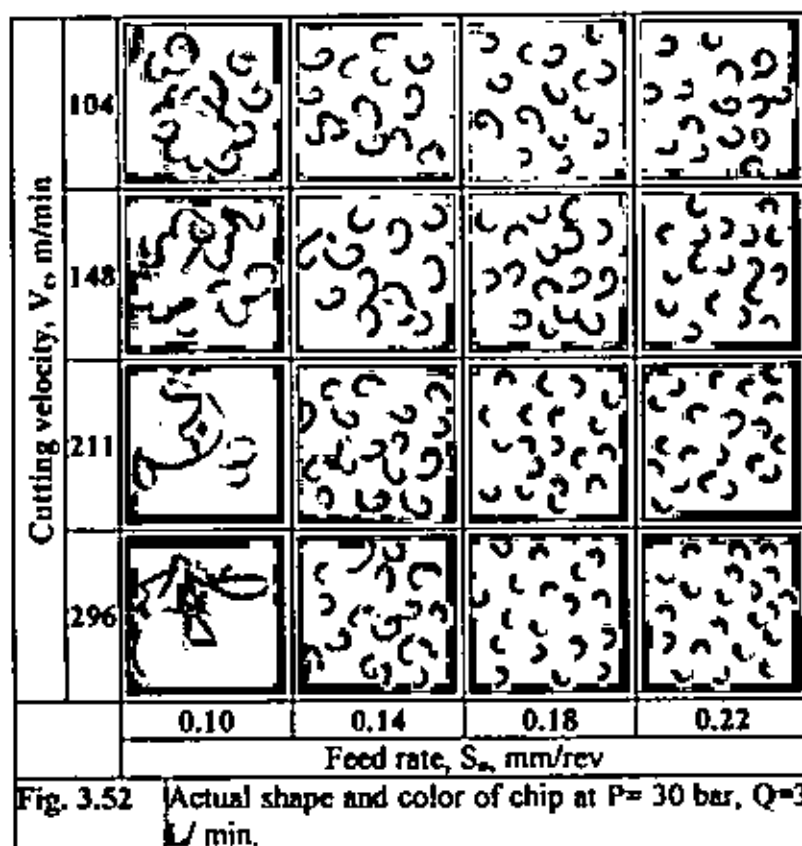 Cutting velocity, Vc, m/min
104
148
211
296
0.10 0.14 0.18 0.22
Feed rate, So, mm/rev
Fig. 3.52 Actual shape and color of chip at P= 30 bar, Q=3
L/ min.